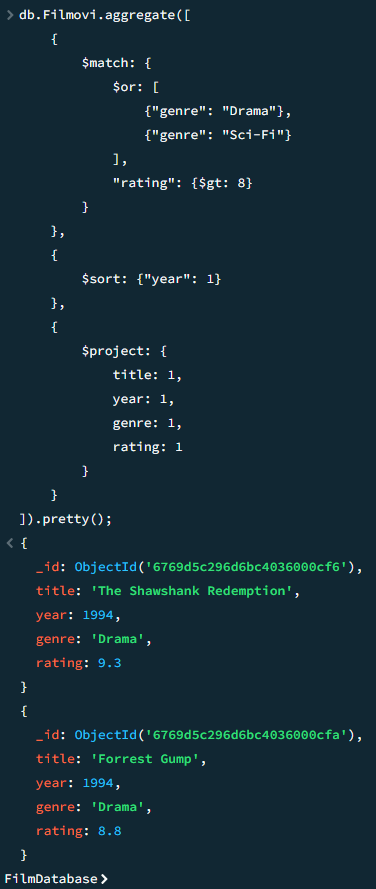 > db.Filmovi.aggregate([
    {
        $match: {
            $or: [
                {"genre": "Drama"},
                {"genre": "Sci-Fi"}
            ],
            "rating": {$gt: 8}
        }
    },
    {
        $sort: {"year": 1}
    },
    {
        $project: {
            title: 1,
            year: 1,
            genre: 1,
            rating: 1
        }
    }
]).pretty();
< {
  _id: ObjectId('6769d5c296d6bc4036000cf6'),
  title: 'The Shawshank Redemption',
  year: 1994,
  genre: 'Drama',
  rating: 9.3
}
{
  _id: ObjectId('6769d5c296d6bc4036000cfa'),
  title: 'Forrest Gump',
  year: 1994,
  genre: 'Drama',
  rating: 8.8
}
FilmDatabase>